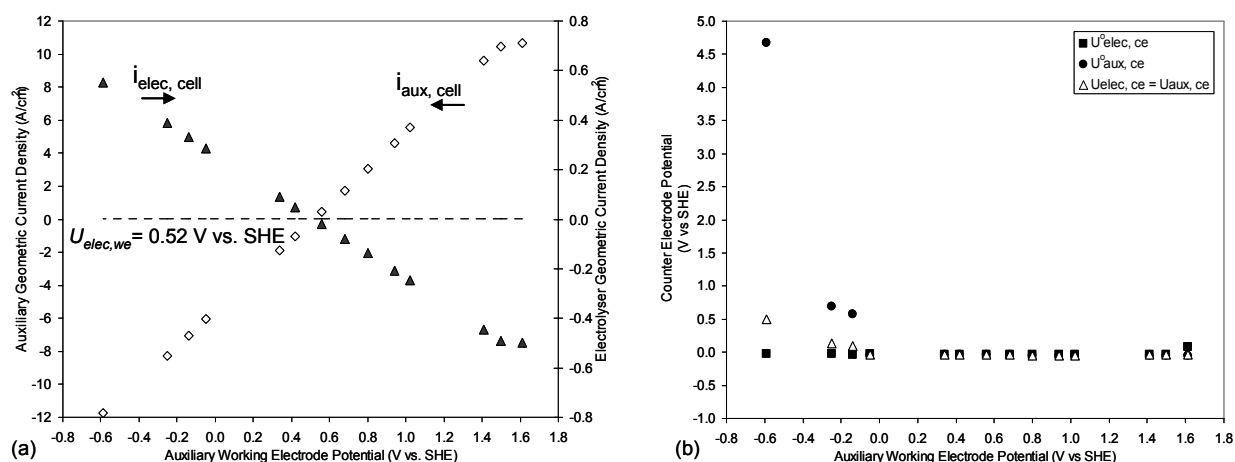 12
10
8
6
4
2
0
-2
-4
-6
-8
-10
-12
Auxiliary Geometric Current Density (A/cm²)
0.8
0.6
0.4
0.2
0.0
-0.2
-0.4
-0.6
-0.8
Electrolyser Geometric Current Density (A/cm²)
i elec, cell
i aux, cell
U elec,we = 0.52 V vs. SHE
-0.8 -0.6 -0.4 -0.2 0.0 0.2 0.4 0.6 0.8 1.0 1.2 1.4 1.6 1.8
(a) Auxiliary Working Electrode Potential (V vs. SHE)
5.0
4.5
4.0
3.5
3.0
2.5
2.0
1.5
1.0
0.5
0.0
-0.5
-1.0
Counter Electrode Potential
(V vs SHE)
U°elec, ce
U°aux, ce
Uelec, ce = Uaux, ce
-0.8 -0.6 -0.4 -0.2 0.0 0.2 0.4 0.6 0.8 1.0 1.2 1.4 1.6 1.8
(b) Auxiliary Working Electrode Potential (V vs SHE)